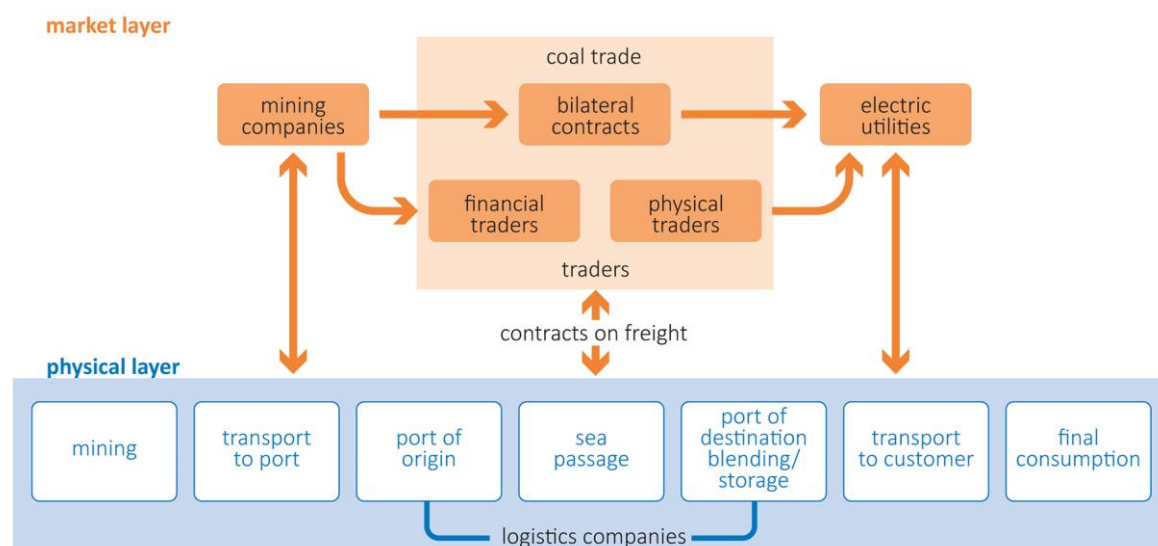 market layer
coal trade
mining
companies
bilateral
contracts
electric
utilities
financial
traders
physical
traders
traders
contracts on freight
physical layer
mining
transport
to port
port of
origin
sea
passage
port of
destination
blending/
storage
transport
to customer
final
consumption
logistics companies